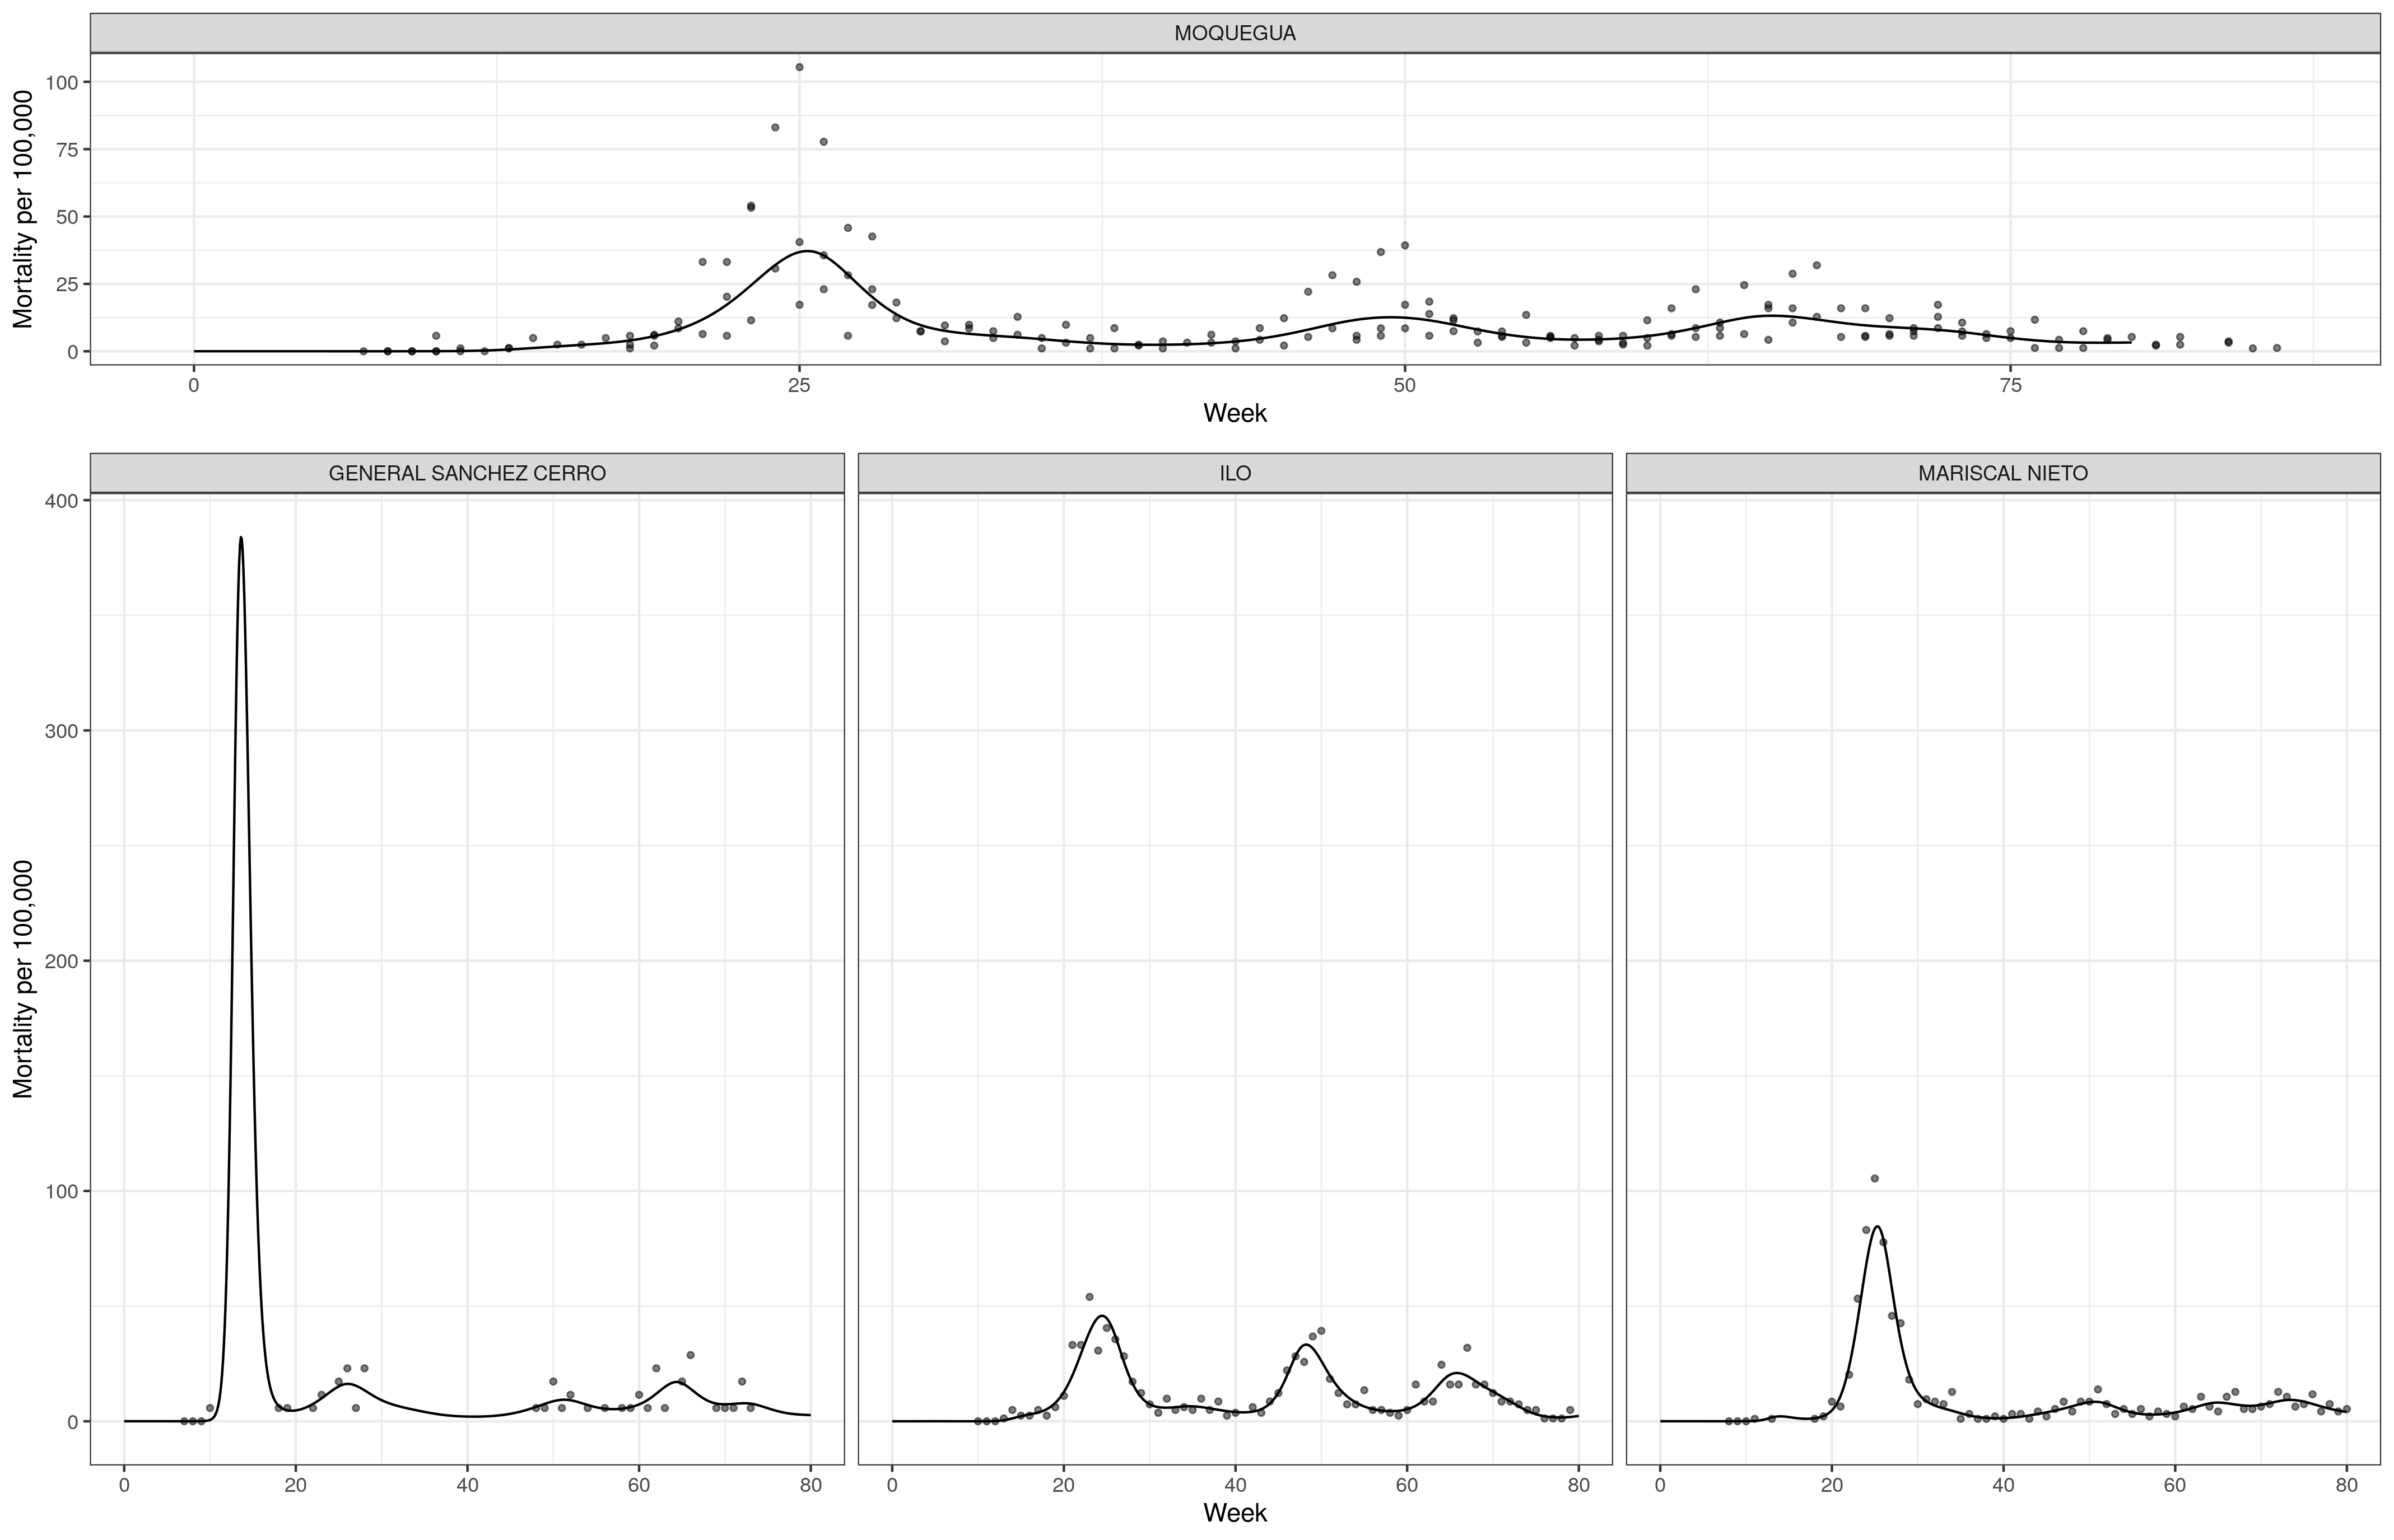 MOQUEGUA
Mortality per 100,000
100
75
50
25
0
0 25 50 75
Week
GENERAL SANCHEZ CERRO ILO MARISCAL NIETO
Mortality per 100,000
400
300
200
100
0
0 20 40 60 80 0 20 40 60 80 0 20 40 60 80
Week